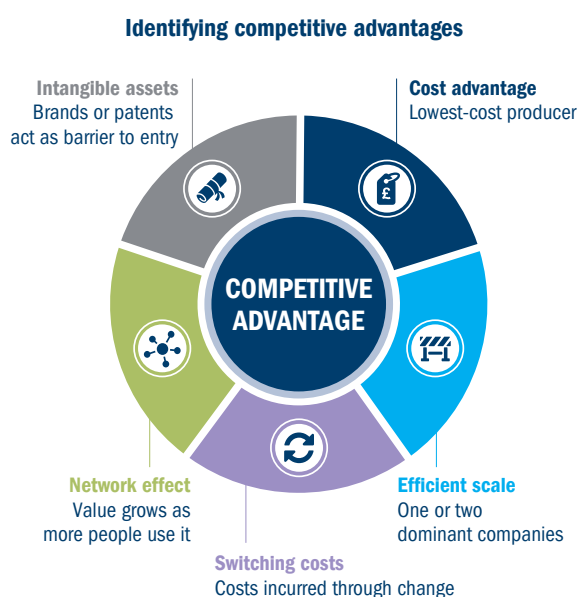 Identifying competitive advantages
Intangible assets
Brands or patents
act as barrier to entry
Cost advantage
Lowest-cost producer
£
COMPETITIVE
ADVANTAGE
Network effect
Value grows as
more people use it
Efficient scale
One or two
dominant companies
Switching costs
Costs incurred through change